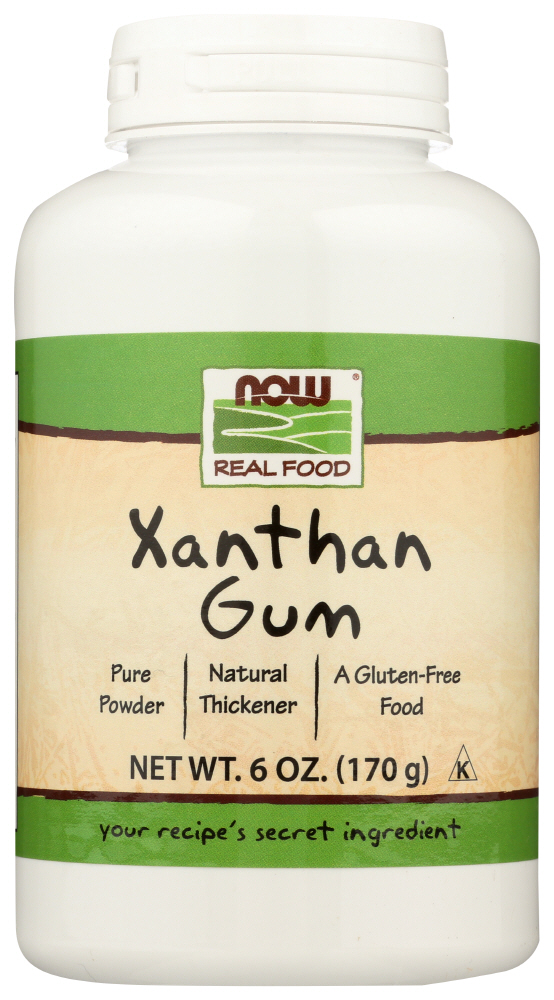 now®
REAL FOOD
Xanthan
Gum
Pure Powder
Natural Thickener
A Gluten-Free Food
NET WT. 6 OZ. (170 g) K
your recipe's secret ingredient